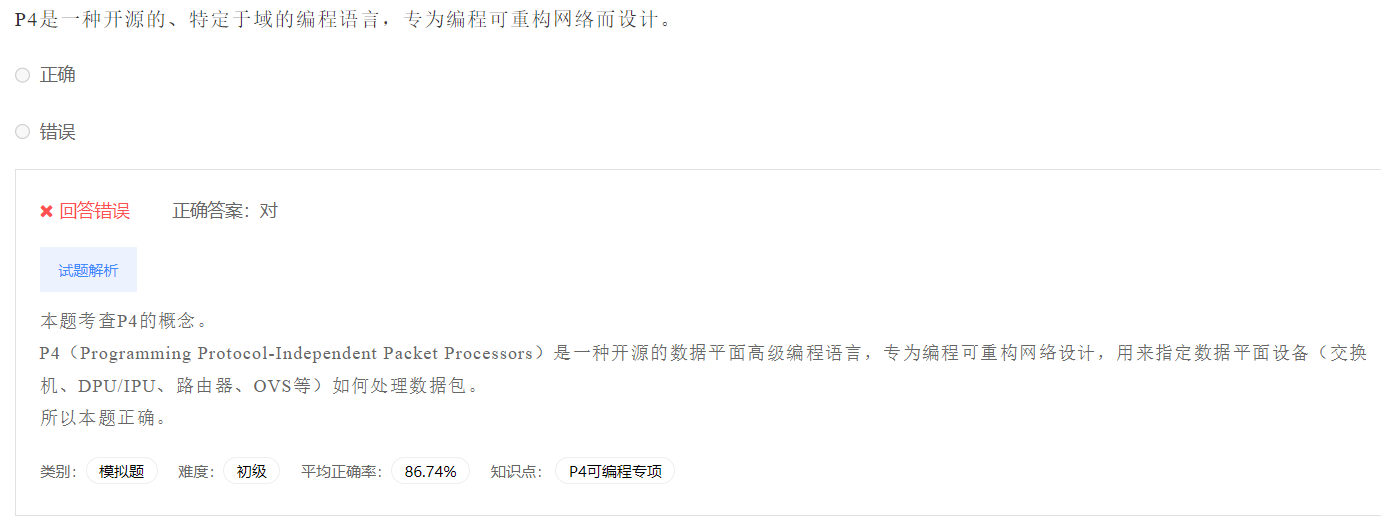 P4是一种开源的、特定于域的编程语言，专为编程可重构网络而设计。
正确
错误
回答错误 正确答案：对
试题解析
本题考查P4的概念。
P4（Programming Protocol-Independent Packet Processors）是一种开源的数据平面高级编程语言，专为编程可重构网络设计，用来指定数据平面设备（交换
机、DPU/IPU、路由器、OVS等）如何处理数据包。
所以本题正确。
类别： 模拟题 难度： 初级 平均正确率： 86.74% 知识点： P4可编程专项